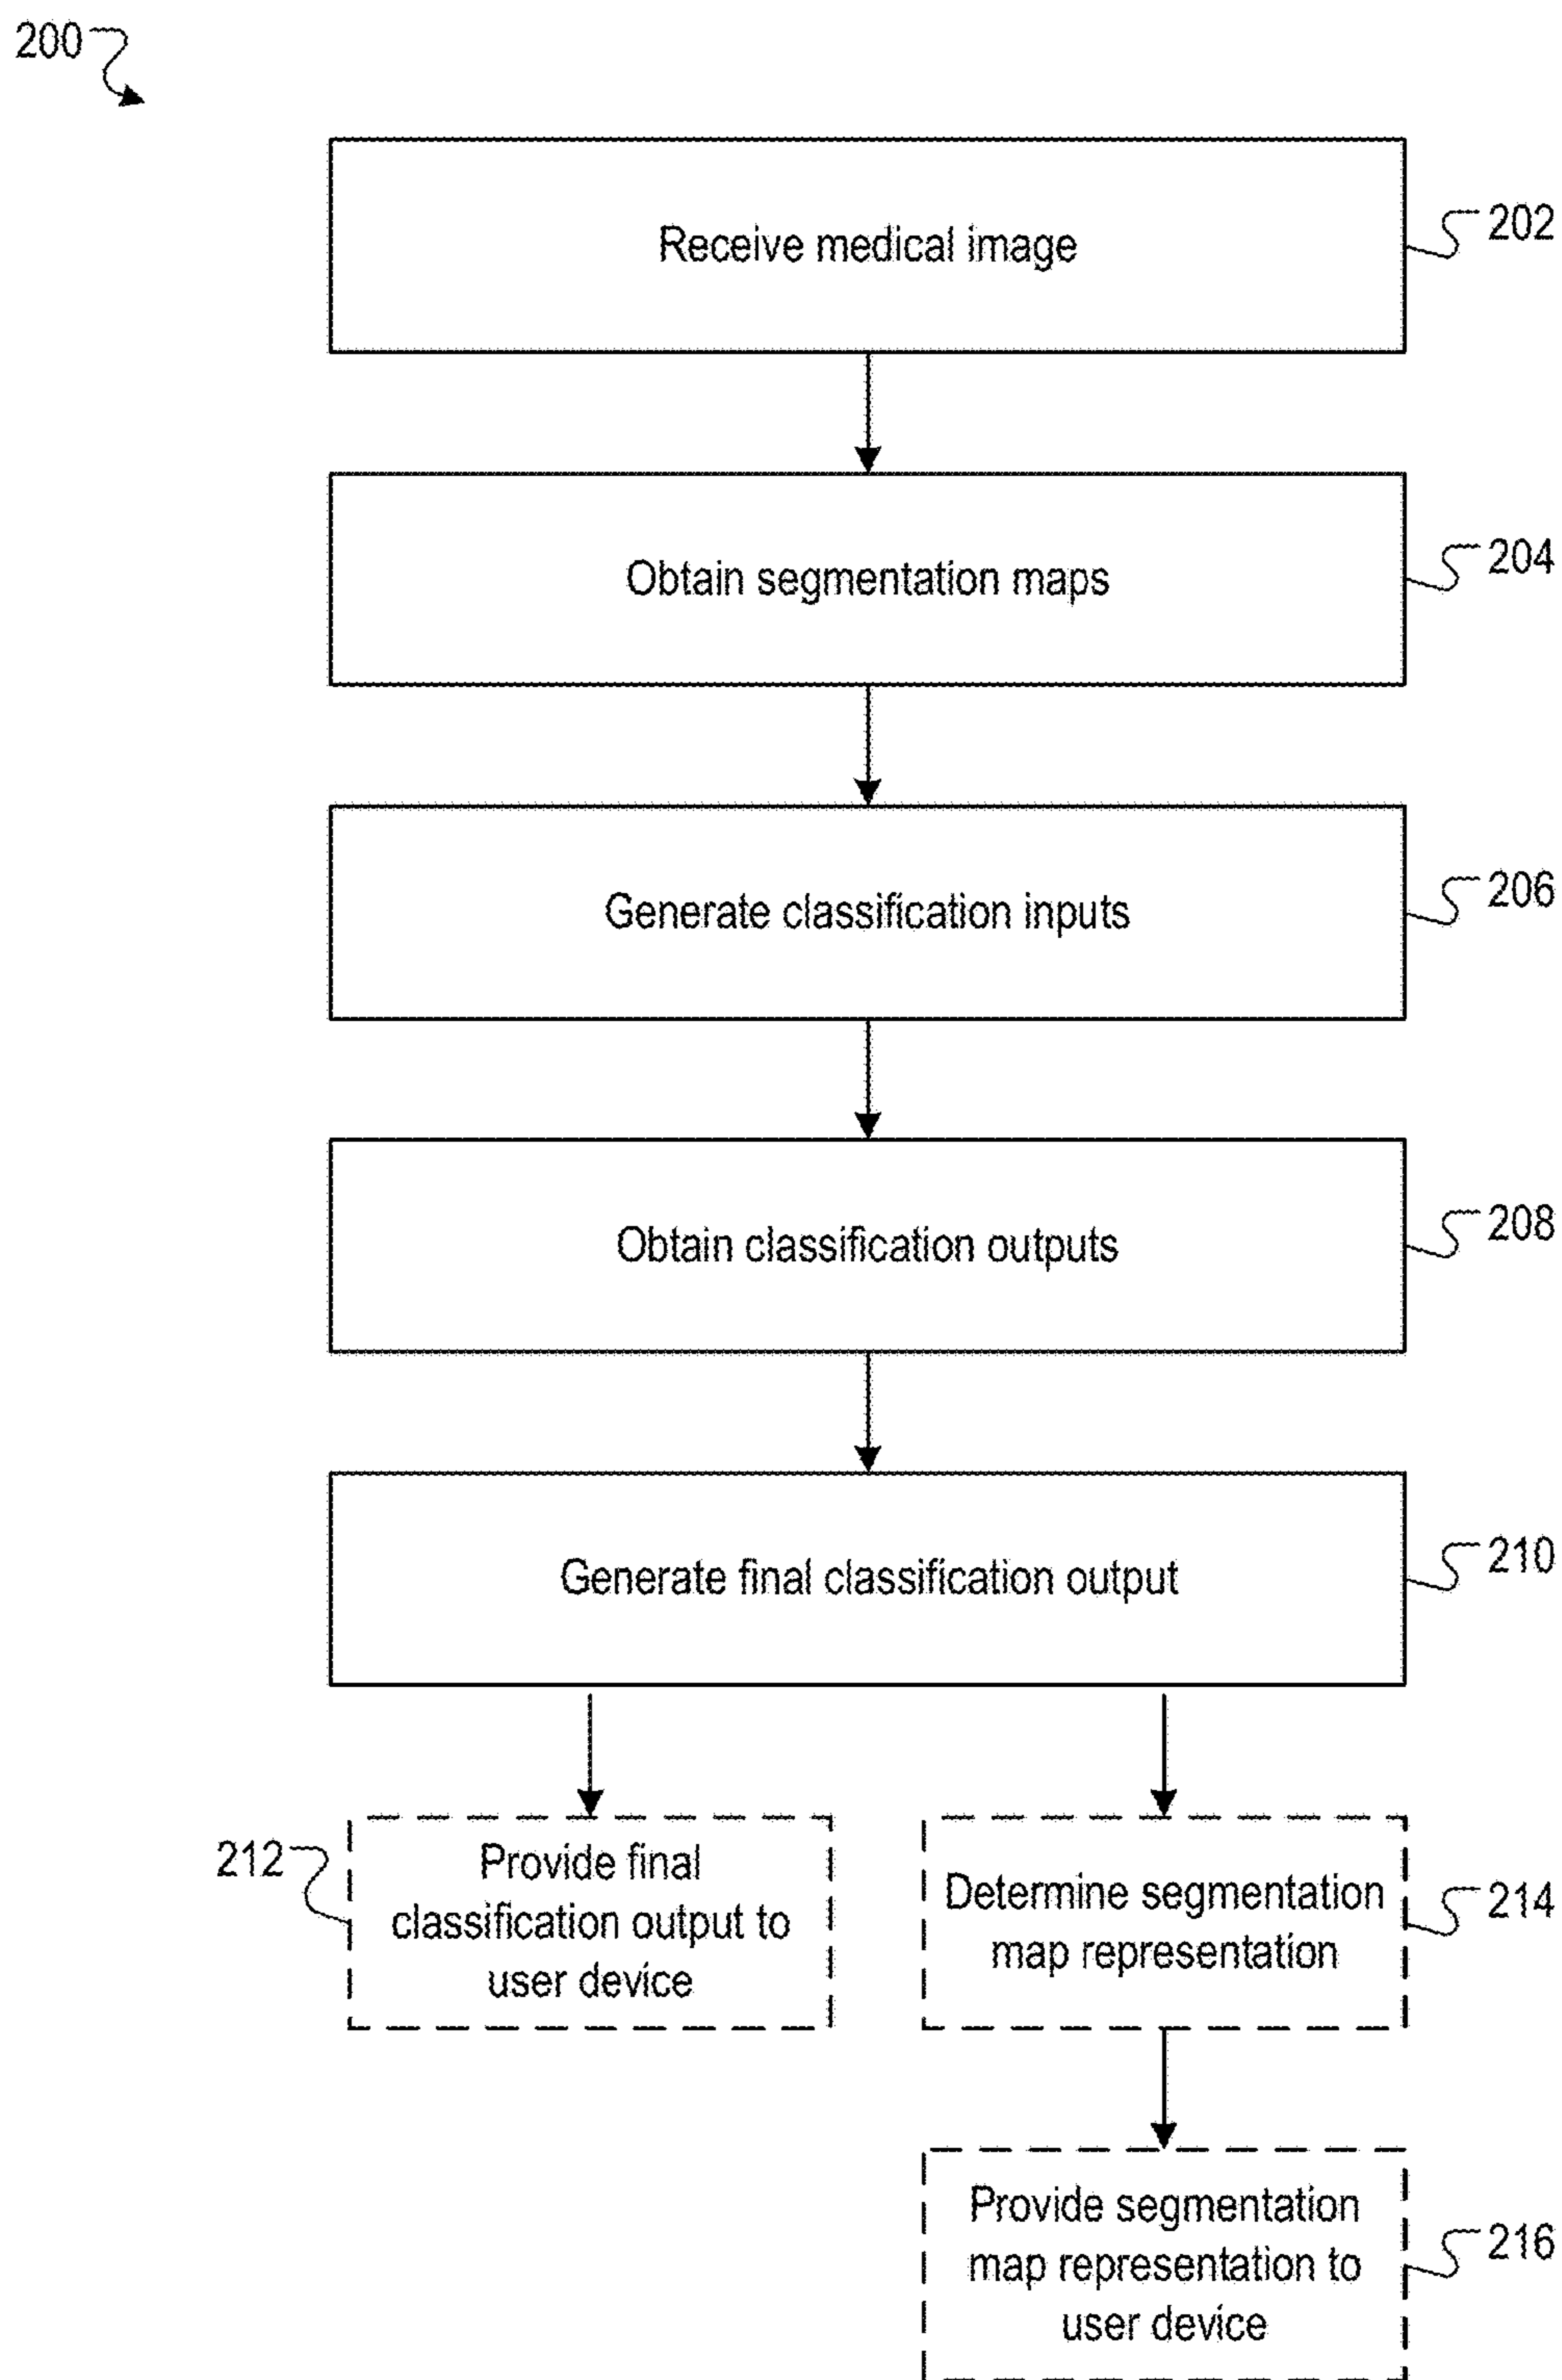 200
Receive medical image
202
Obtain segmentation maps
204
Generate classification inputs
206
Obtain classification outputs
208
Generate final classification output
210
212
Provide final
classification output to
user device
Determine segmentation
map representation
214
Provide segmentation
map representation to
user device
216